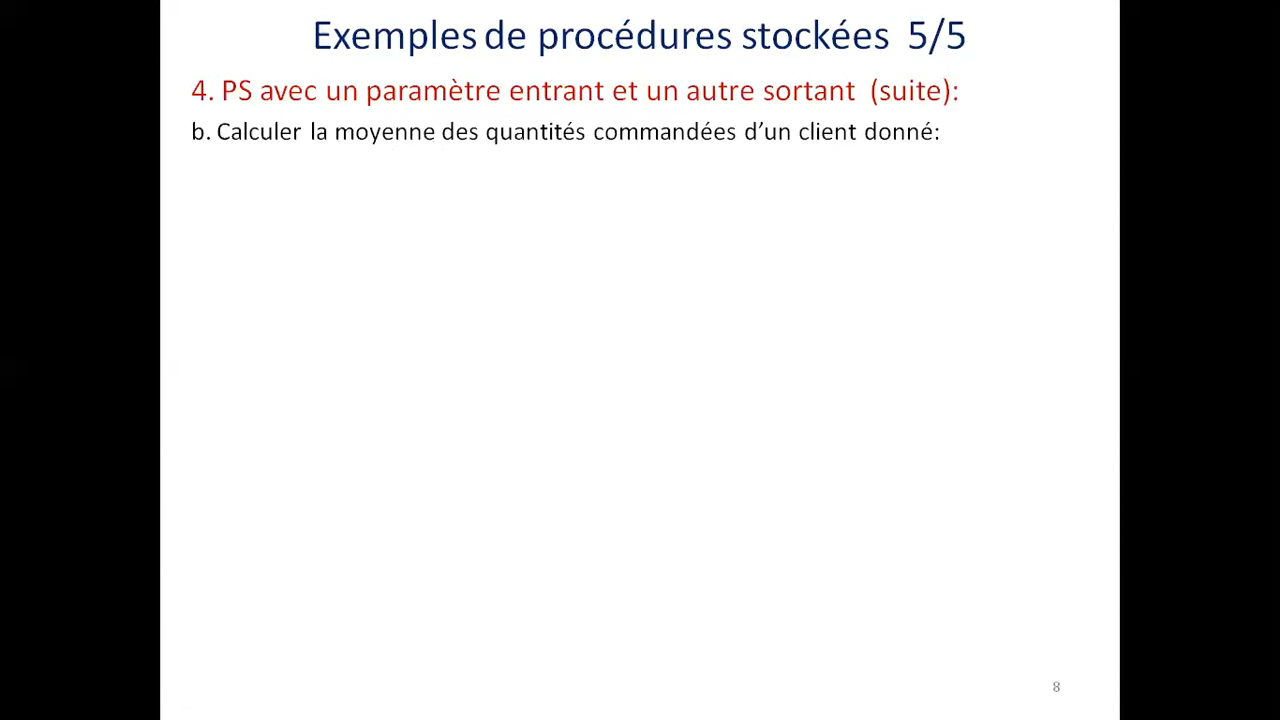 Exemples de procédures stockées 5/5
4. PS avec un paramètre entrant et un autre sortant (suite):
b. Calculer la moyenne des quantités commandées d’un client donné:
8